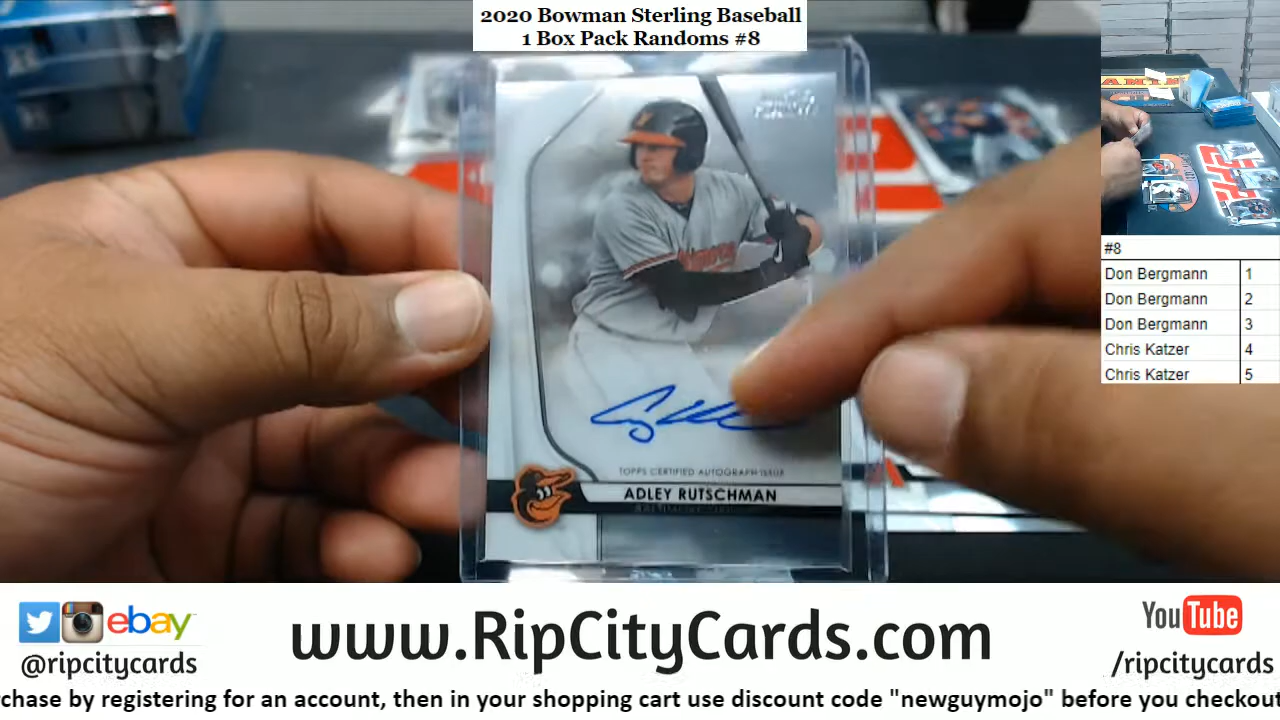 2020 Bowman Sterling Baseball
1 Box Pack Randoms #8
TOPPS CERTIFIED AUTOGRAPH ISSUE
ADLEY RUTSCHMAN
#8
Don Bergmann 1
Don Bergmann 2
Don Bergmann 3
Chris Katzer 4
Chris Katzer 5
ebay
@ripcitycards
www.RipCityCards.com
YouTube
/ripcitycards
rchase by registering for an account, then in your shopping cart use discount code "newguymojo" before you checkout